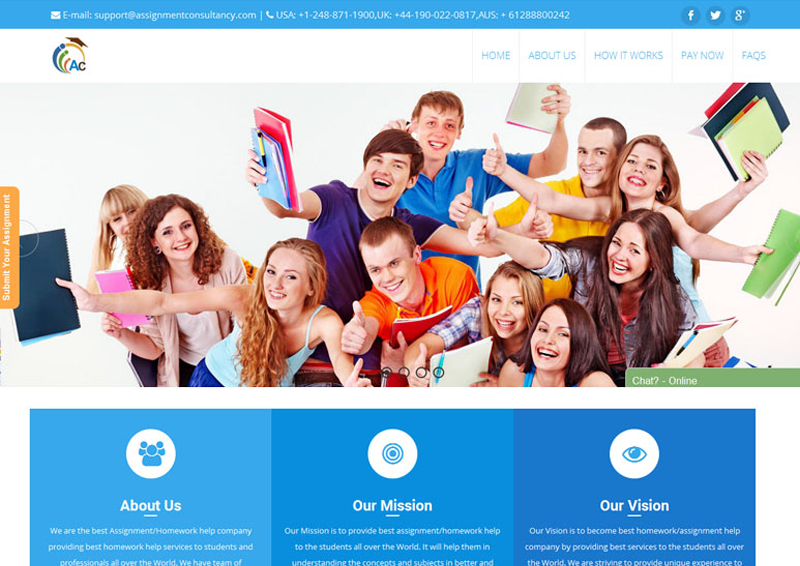 E-mail: support@assignmentconsultancy.com | USA: +1-248-871-1900,UK: +44-190-022-0817,AUS: + 61288800242
AC
HOME
ABOUT US
HOW IT WORKS
PAY NOW
FAQS
Submit Your Assignment
Chat? - Online
About Us
We are the best Assignment/Homework help company
providing best homework help services to students and
professionals all over the World. We have team of
Our Mission
Our Mission is to provide best assignment/homework help
to the students all over the World. It will help them in
understanding the concepts and subjects in better and
Our Vision
Our Vision is to become best homework/assignment help
company by providing best services to the students all over
the World. We are striving to provide unique experience to